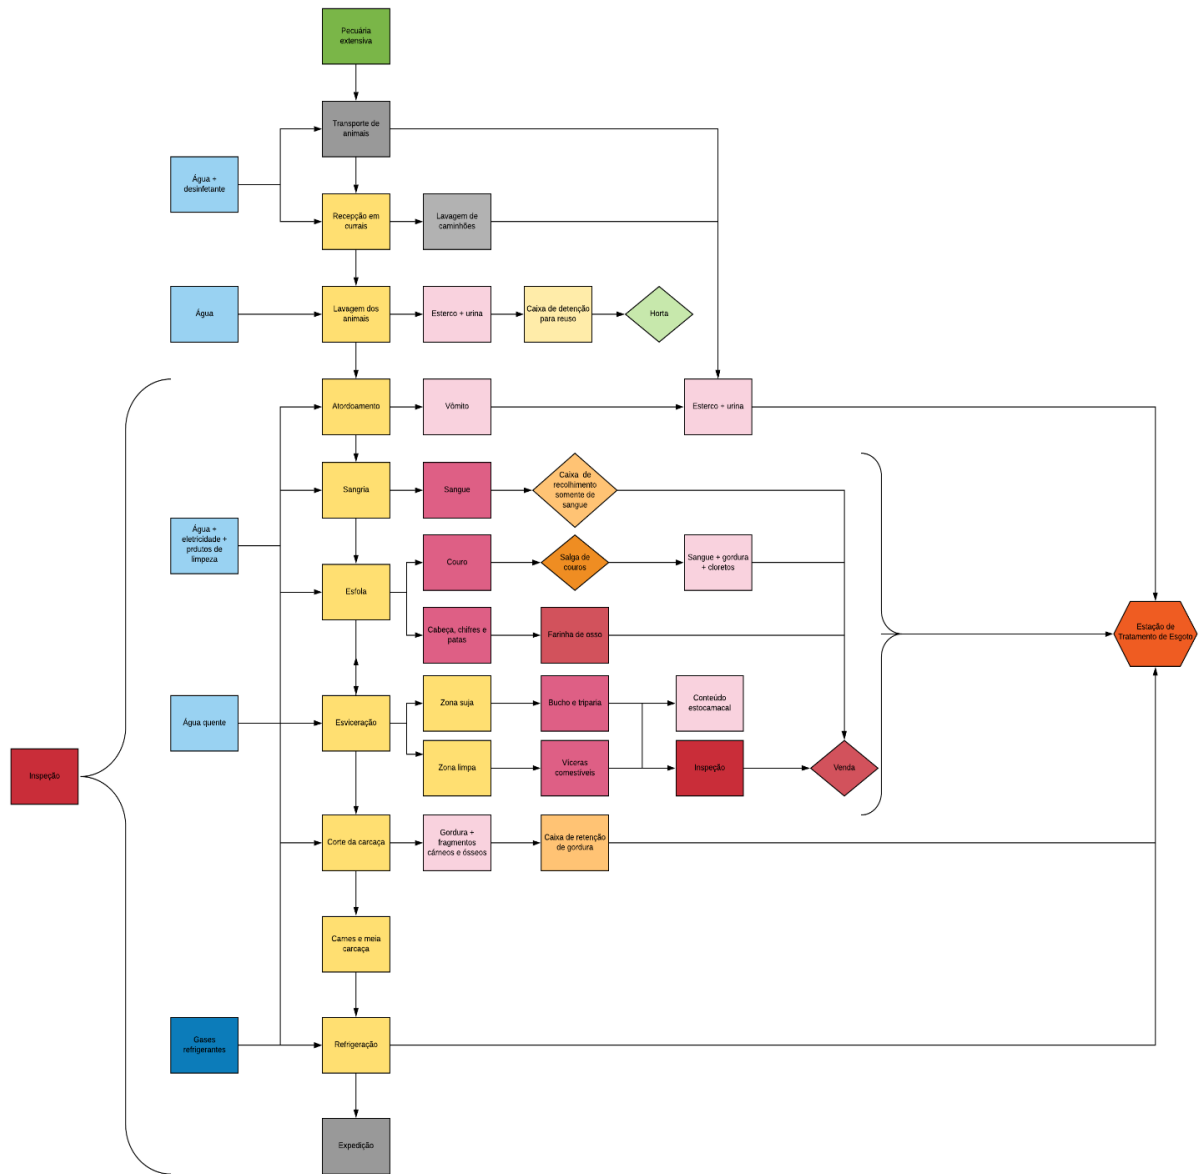 Pecuária
extensiva
Transporte de
animais
Água +
desinfetante
Recepção em
currais
Lavagem de
caminhões
Água
Lavagem dos
animais
Esterco + urina
Caixa de detenção
para reuso
Horta
Atordoamento
Vômito
Esterco + urina
Sangria
Sangue
Caixa de
recolhimento
somente de
sangue
Água +
eletricidade +
prdutos de
limpeza
Esfola
Couro
Salga de
couros
Sangue + gordura
+ cloretos
Cabeça, chifres e
patas
Farinha de osso
Estação de
Tratamento de Esgoto
Água quente
Esviceração
Zona suja
Bucho e triparia
Conteúdo
estocamacal
Zona limpa
Víceras
comestíveis
Inspeção
Venda
Inspeção
Corte da carcaça
Gordura +
fragmentos
cárneos e ósseos
Caixa de retenção
de gordura
Carnes e meia
carcaça
Gases
refrigerantes
Refrigeração
Expedição